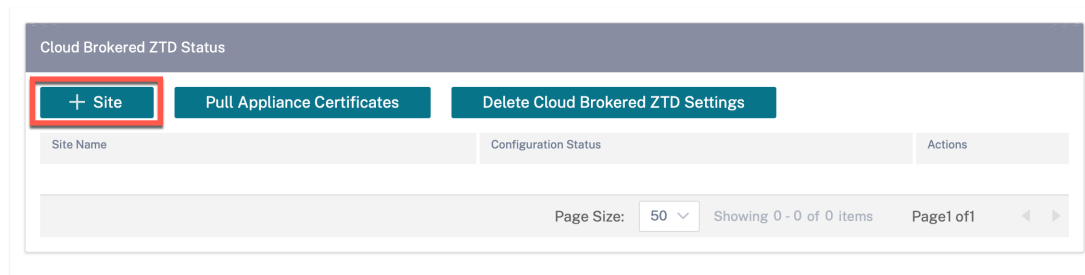 Cloud Brokered ZTD Status
+ Site Pull Appliance Certificates Delete Cloud Brokered ZTD Settings
Site Name Configuration Status Actions
Page Size: 50 Showing 0 - 0 of 0 items Page1 of1